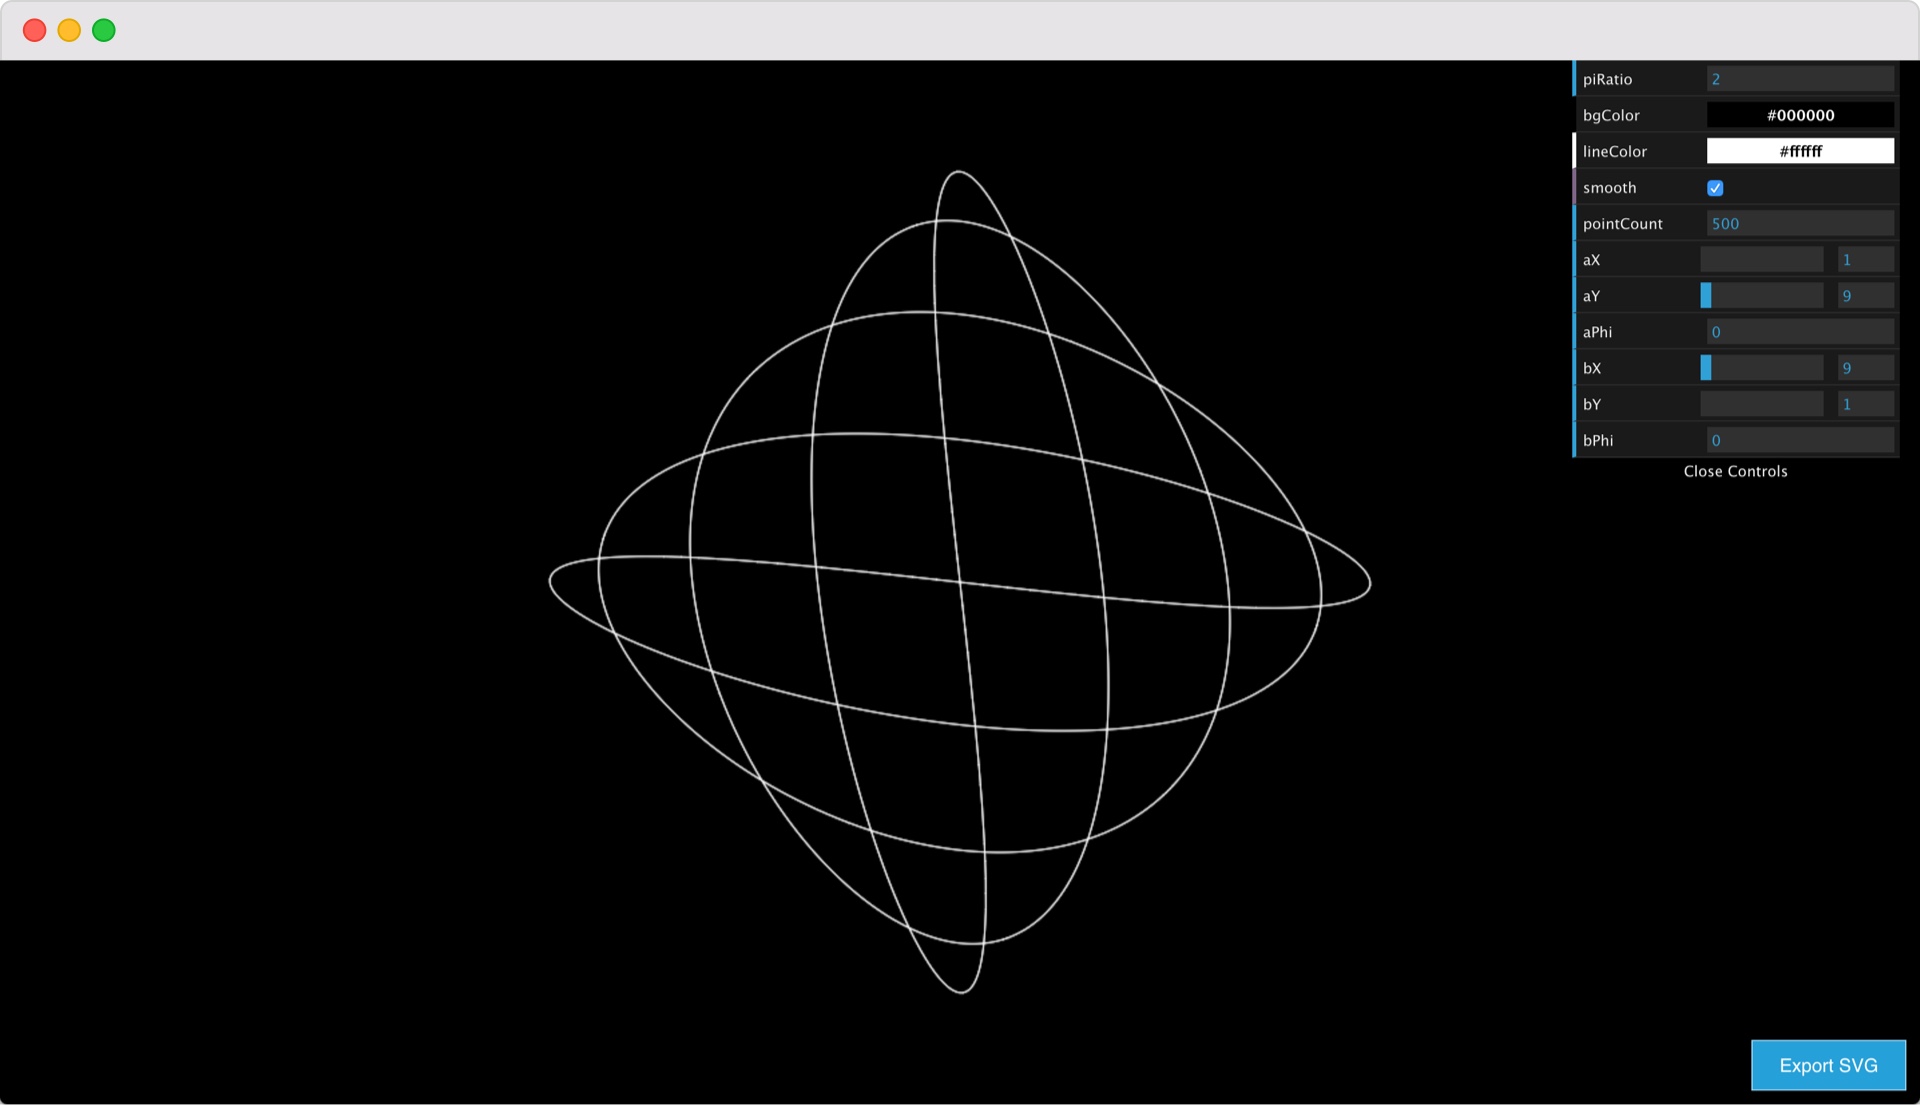 piRatio 2
bgColor #000000
lineColor #ffffff
smooth
pointCount 500
aX 1
aY 9
aPhi 0
bX 9
bY 1
bPhi 0
Close Controls
Export SVG